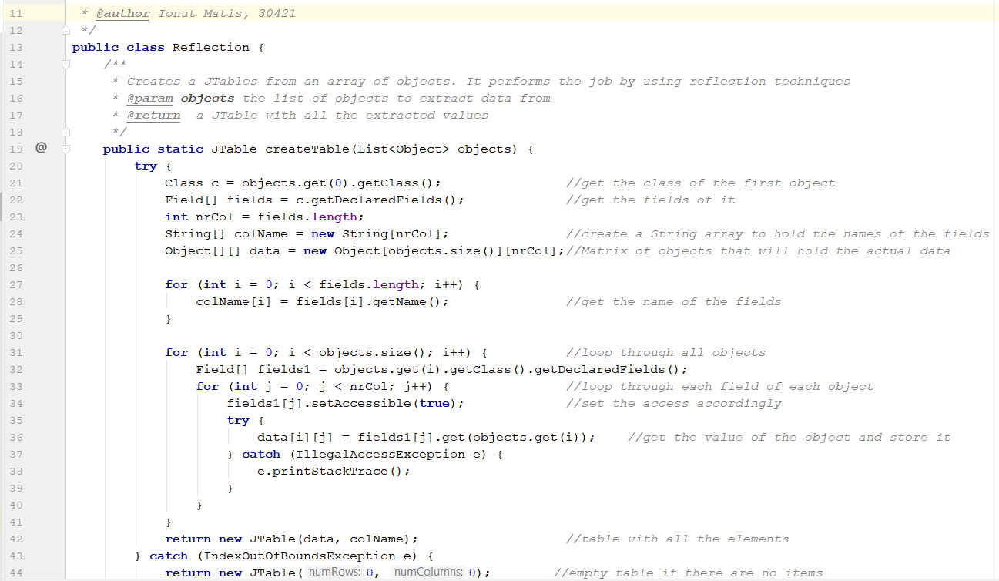 11 * @author Ionut Matis, 30421
12 */
13 public class Reflection {
14 /**
15 * Creates a JTables from an array of objects. It performs the job by using reflection techniques
16 * @param objects the list of objects to extract data from
17 * @return  a JTable with all the extracted values
18 */
19 @ public static JTable createTable(List<Object> objects) {
20 try {
21 Class c = objects.get(0).getClass(); //get the class of the first object
22 Field[] fields = c.getDeclaredFields(); //get the fields of it
23 int nrCol = fields.length;
24 String[] colName = new String[nrCol]; //create a String array to hold the names of the fields
25 Object[][] data = new Object[objects.size()][nrCol];//Matrix of objects that will hold the actual data
26
27 for (int i = 0; i < fields.length; i++) {
28 colName[i] = fields[i].getName(); //get the name of the fields
29 }
30
31 for (int i = 0; i < objects.size(); i++) { //loop through all objects
32 Field[] fields1 = objects.get(i).getClass().getDeclaredFields();
33 for (int j = 0; j < nrCol; j++) { //loop through each field of each object
34 fields1[j].setAccessible(true); //set the access accordingly
35 try {
36 data[i][j] = fields1[j].get(objects.get(i)); //get the value of the object and store it
37 } catch (IllegalAccessException e) {
38 e.printStackTrace();
39 }
40 }
41 }
42 return new JTable(data, colName); //table with all the elements
43 } catch (IndexOutOfBoundsException e) {
44 return new JTable( numRows: 0, numColumns: 0); //empty table if there are no items